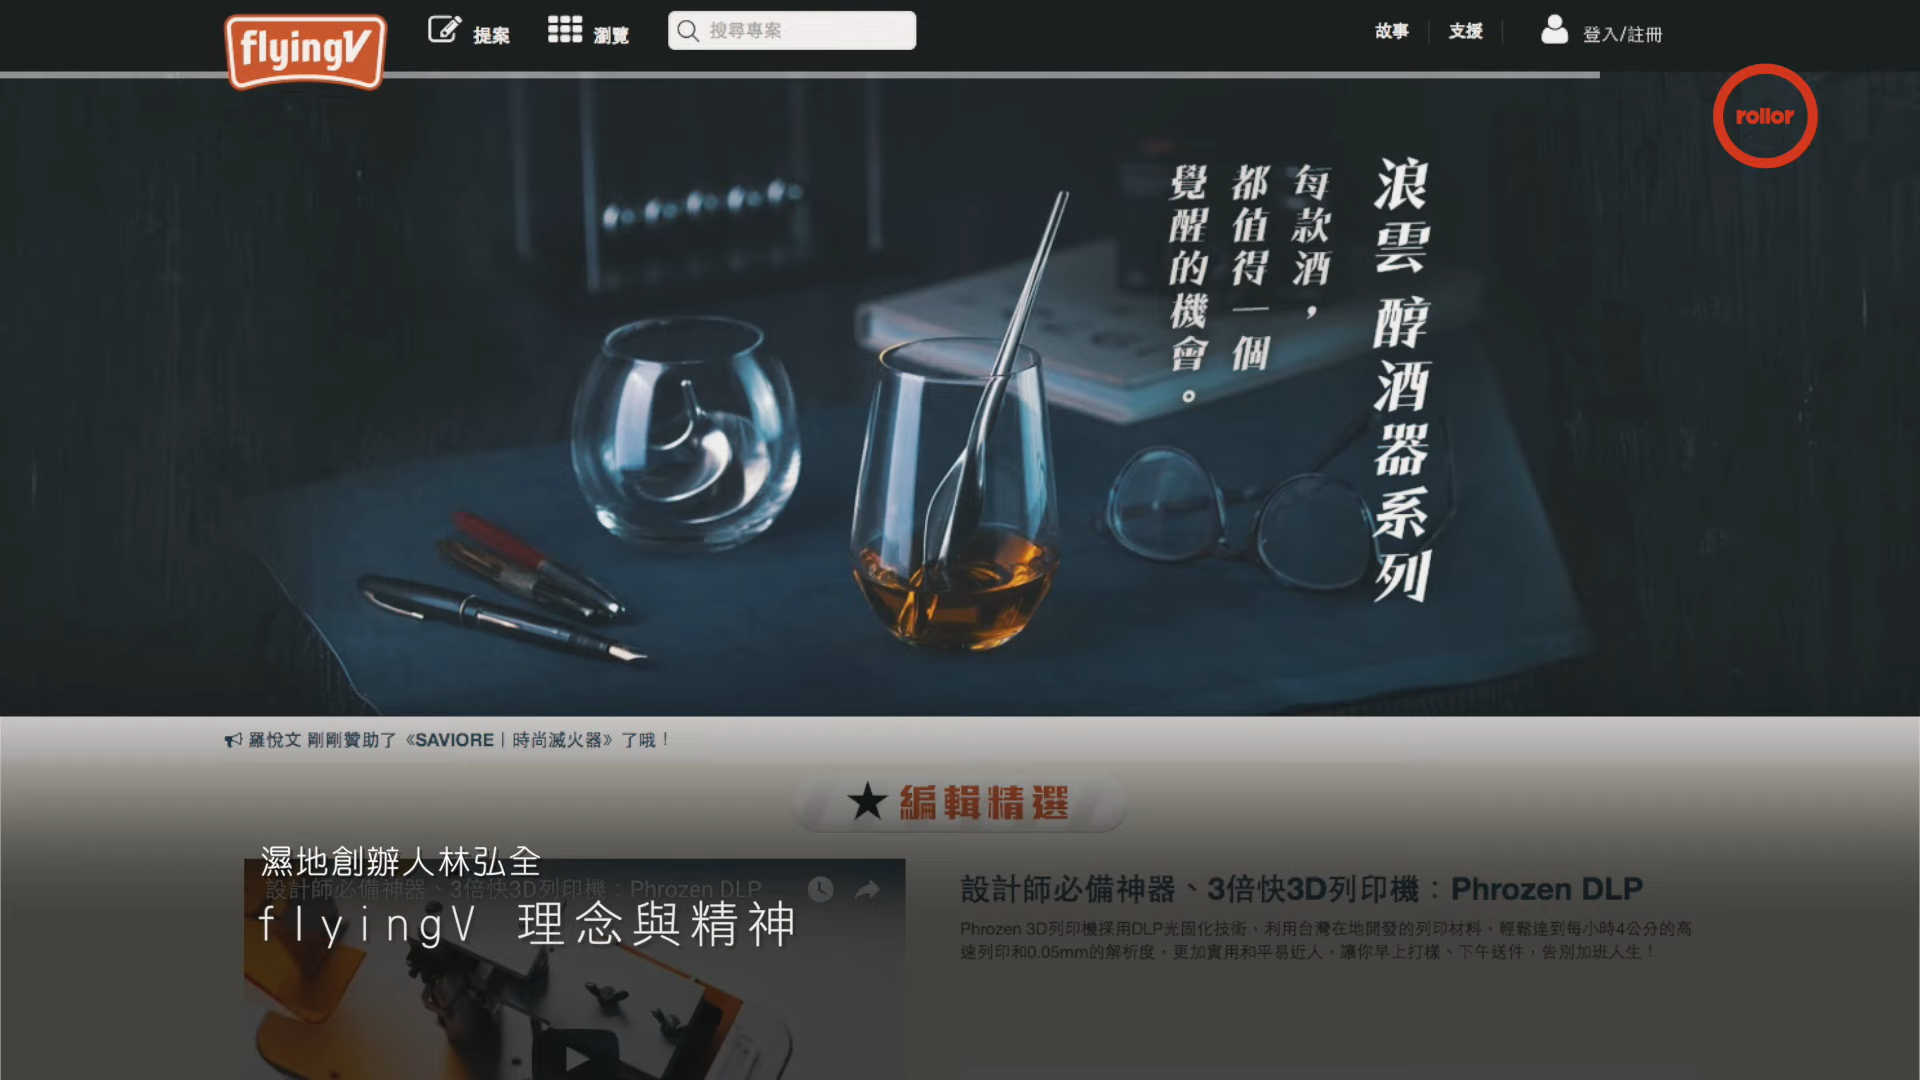 flyingV
提案
瀏覽
搜尋專案
故事
支援
登入/註冊
rollor
浪雲 醇酒器系列
每款酒，
都值得一個
覺醒的機會。
羅悅文 剛剛贊助了《SAVIORE｜時尚滅火器》了哦！
★編輯精選
設計師必備神器、3倍快3D列印機：Phrozen DLP
濕地創辦人林弘全
flyingV 理念與精神
設計師必備神器、3倍快3D列印機：Phrozen DLP
Phrozen 3D列印機採用DLP光固化技術，利用台灣在地開發的列印材料，輕鬆達到每小時4公分的高
速列印和0.05mm的解析度，更加實用和平易近人，讓你早上打樣、下午送件，告別加班人生！